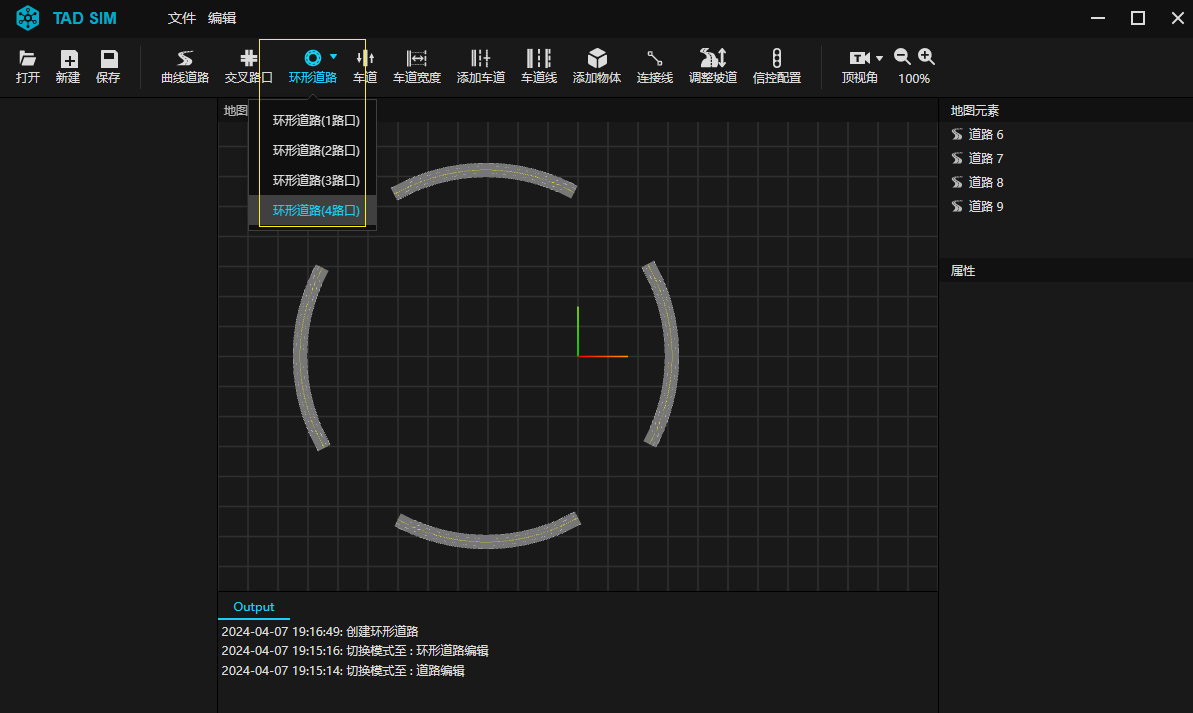 TAD SIM 文件 编辑
打开 新建 保存 曲线道路 交叉路口 环形道路 车道 车道宽度 添加车道 车道线 添加物体 连接线 调整坡道 信控配置 顶视角 100%
地图
环形道路(1路口)
环形道路(2路口)
环形道路(3路口)
环形道路(4路口)
地图元素
道路 6
道路 7
道路 8
道路 9
属性
Output
2024-04-07 19:16:49: 创建环形道路
2024-04-07 19:15:16: 切换模式至 : 环形道路编辑
2024-04-07 19:15:14: 切换模式至 : 道路编辑